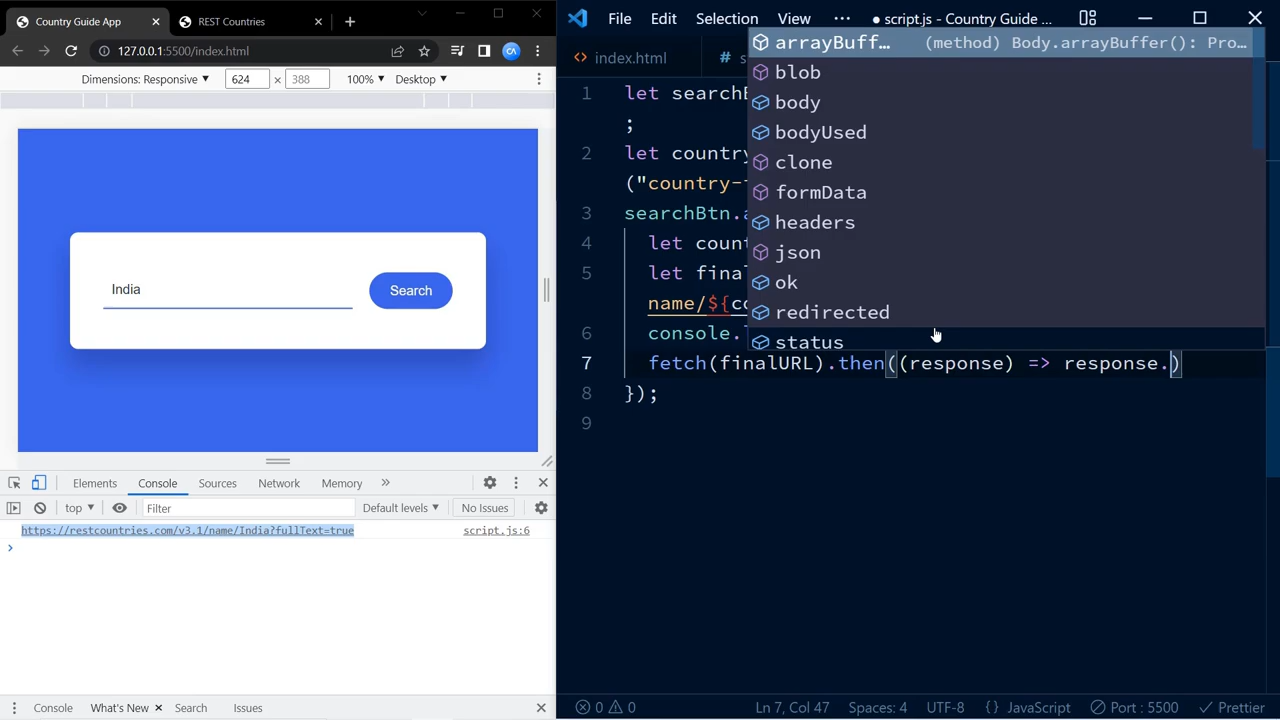 Country Guide App
REST Countries
127.0.0.1:5500/index.html
Dimensions: Responsive
624 × 388
100%
Desktop
India
Search
Elements
Console
Sources
Network
Memory
top
Filter
Default levels
No Issues
https://restcountries.com/v3.1/name/India?fullText=true
script.js:6
Console
What's New
Search
Issues
File
Edit
Selection
View
● script.js - Country Guide ...
index.html
# s
arrayBuff… (method) Body.arrayBuffer(): Pro…
blob
body
bodyUsed
clone
formData
headers
json
ok
redirected
status
1 let searchB
;
2 let country
("country-
3 searchBtn.a
4 let count
5 let final
name/${co
6 console.
7 fetch(finalURL).then((response) => response.)
8 });
9
0 0
Ln 7, Col 47
Spaces: 4
UTF-8
{} JavaScript
Port : 5500
Prettier